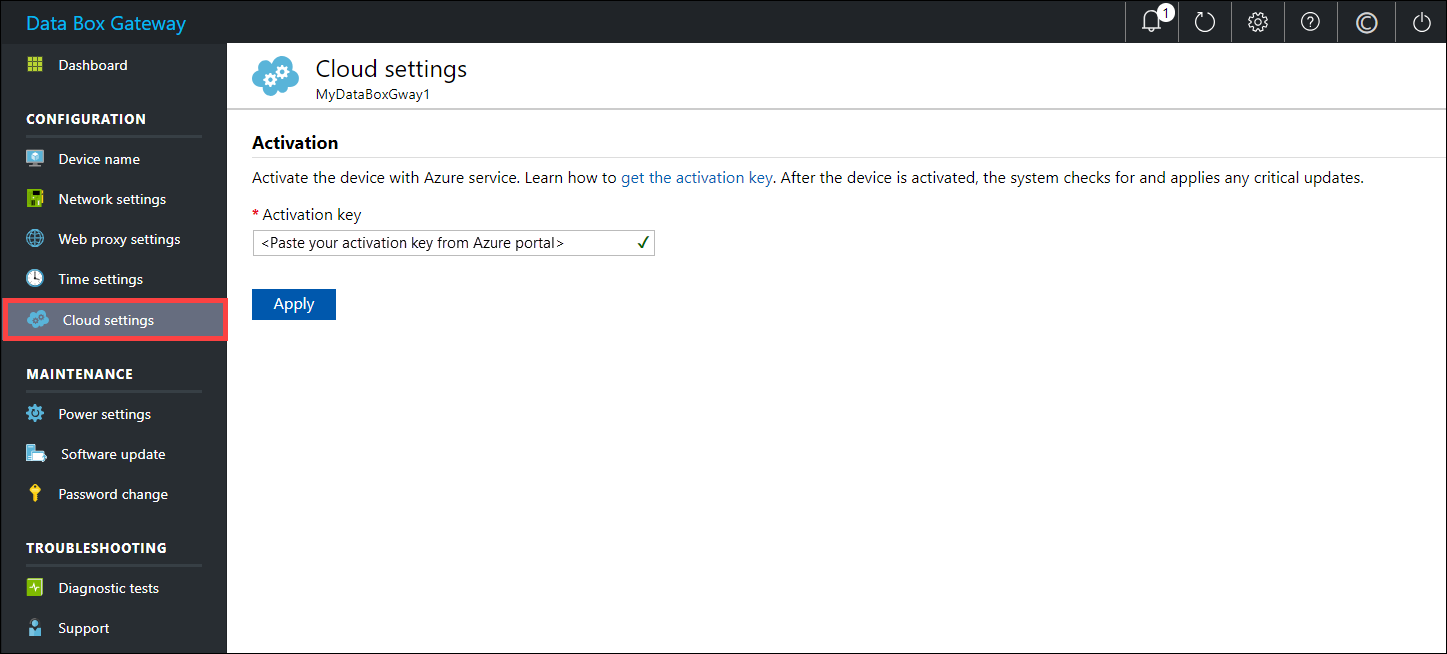 Data Box Gateway
1
Dashboard
CONFIGURATION
Device name
Network settings
Web proxy settings
Time settings
Cloud settings
MAINTENANCE
Power settings
Software update
Password change
TROUBLESHOOTING
Diagnostic tests
Support
Cloud settings
MyDataBoxGway1
Activation
Activate the device with Azure service. Learn how to get the activation key. After the device is activated, the system checks for and applies any critical updates.
* Activation key
<Paste your activation key from Azure portal>
Apply